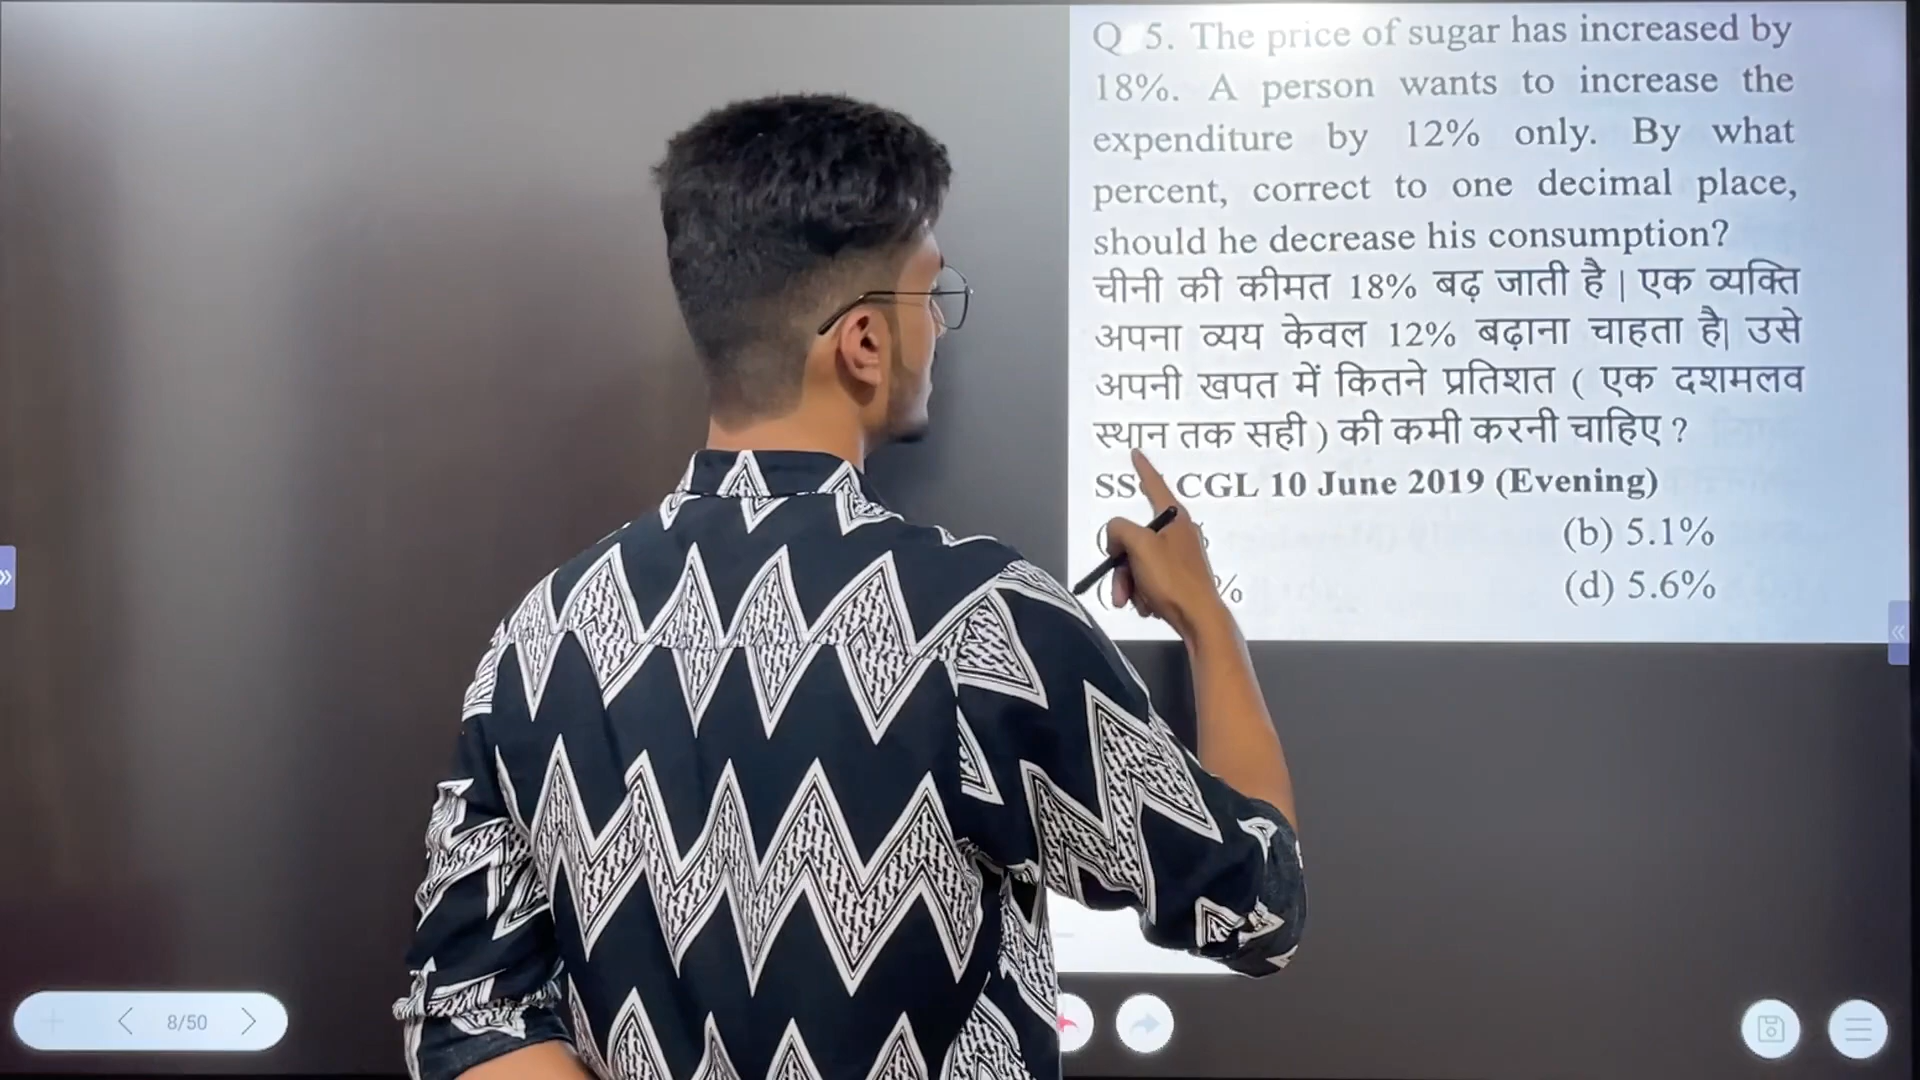 Q 5. The price of sugar has increased by
18%. A person wants to increase the
expenditure by 12% only. By what
percent, correct to one decimal place,
should he decrease his consumption?
चीनी की कीमत 18% बढ़ जाती है | एक व्यक्ति
अपना व्यय केवल 12% बढ़ाना चाहता है| उसे
अपनी खपत में कितने प्रतिशत ( एक दशमलव
स्थान तक सही ) की कमी करनी चाहिए ?
CGL 10 June 2019 (Evening)
(b) 5.1%
(d) 5.6%
8/50